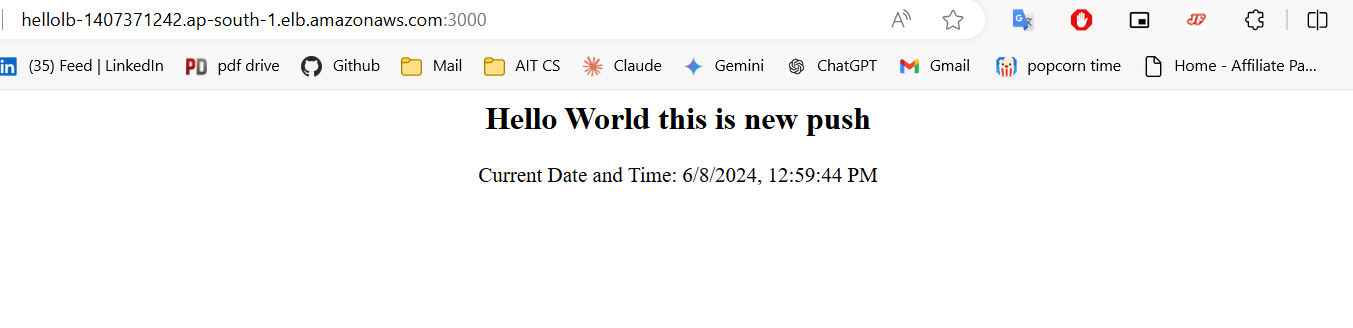 hellolb-1407371242.ap-south-1.elb.amazonaws.com:3000
in (35) Feed | LinkedIn PD pdf drive Github Mail AIT CS Claude Gemini ChatGPT Gmail popcorn time Home - Affiliate Pa...
Hello World this is new push
Current Date and Time: 6/8/2024, 12:59:44 PM